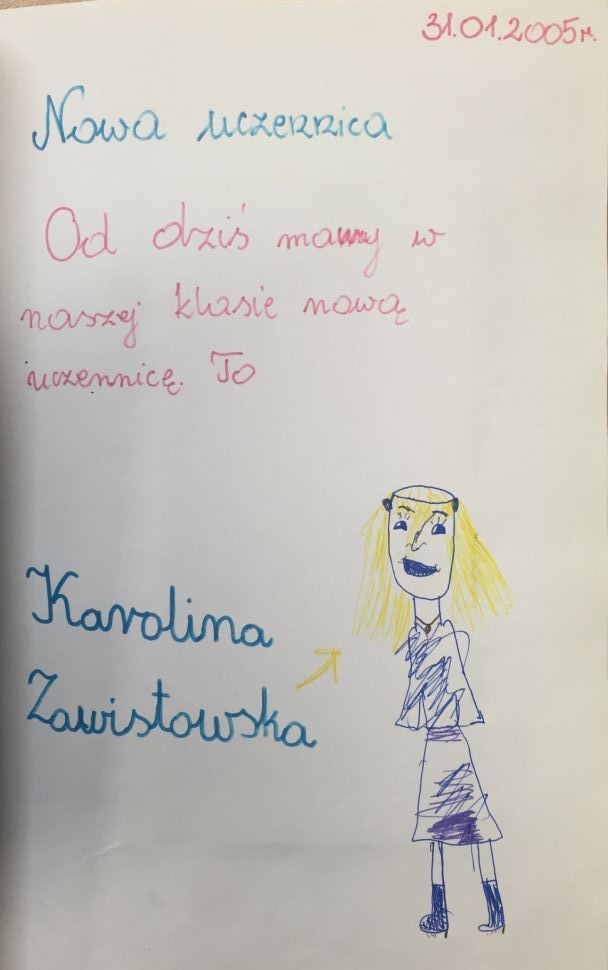 31.01.2005r.
Nowa uczennica
Od dziś mamy w
naszej klasie nową
uczennicę. To
Karolina
Zawistowska